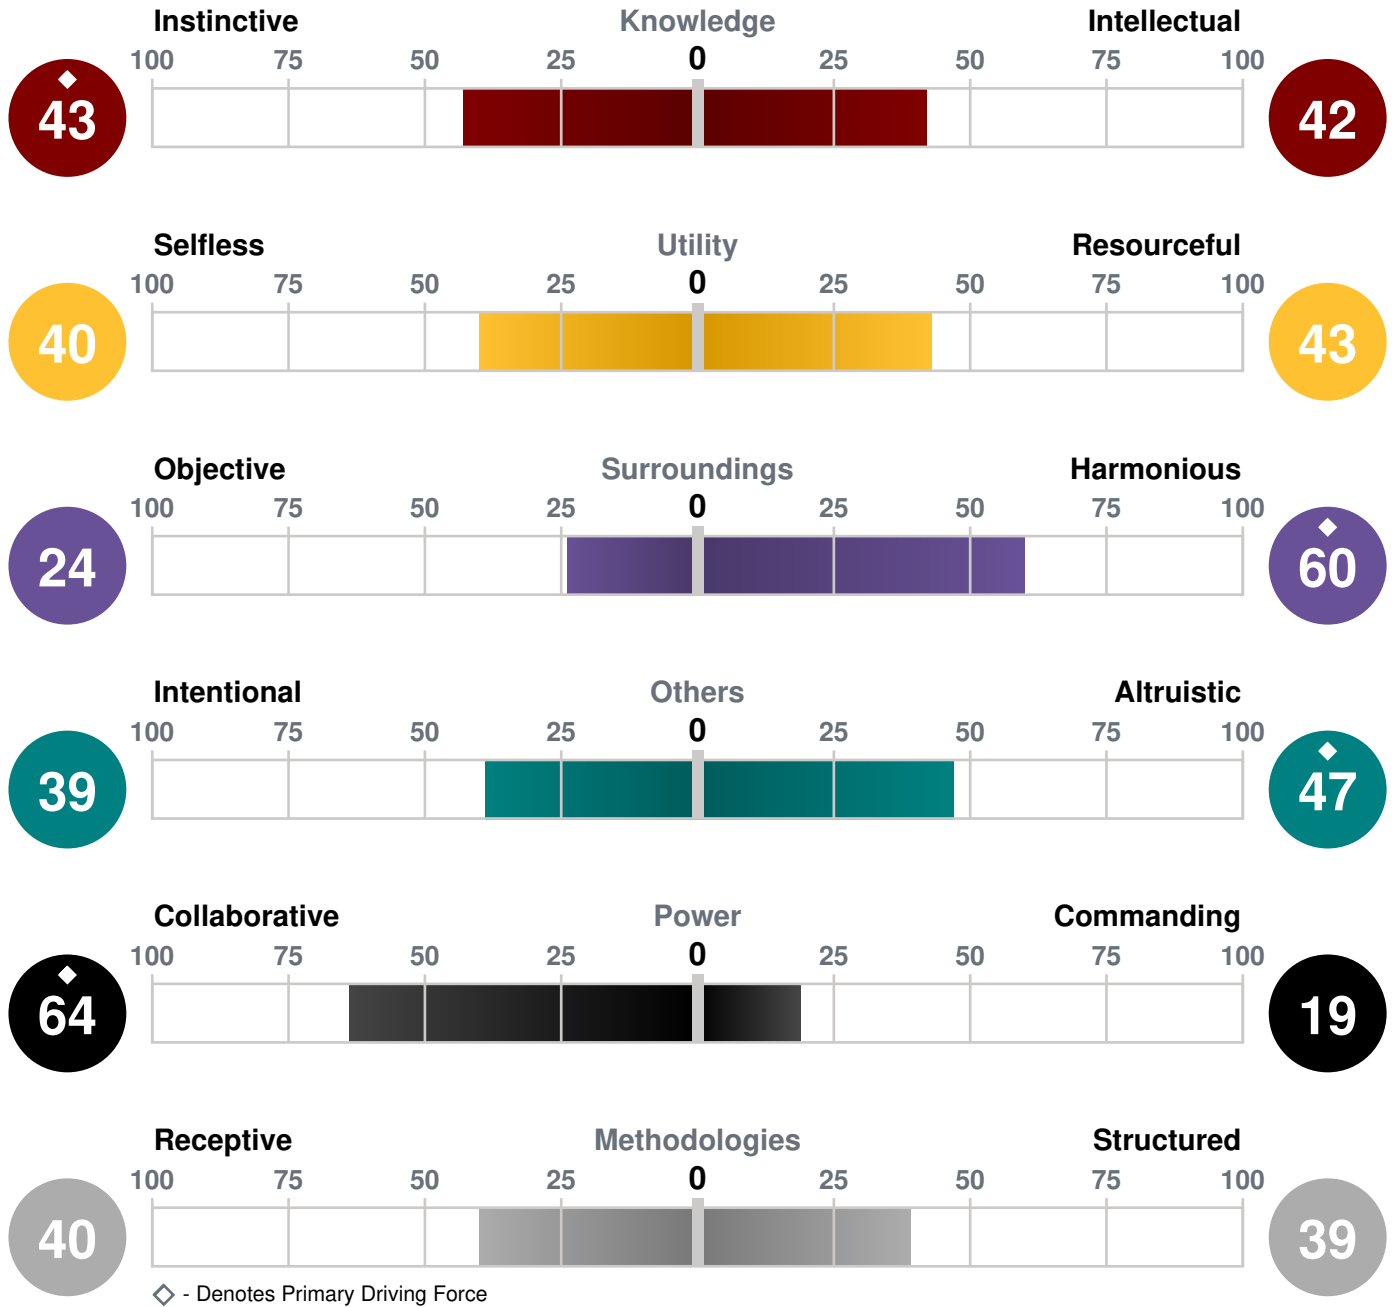 Instinctive Knowledge Intellectual
100 75 50 25 0 25 50 75 100
43 42
Selfless Utility Resourceful
100 75 50 25 0 25 50 75 100
40 43
Objective Surroundings Harmonious
100 75 50 25 0 25 50 75 100
24 60
Intentional Others Altruistic
100 75 50 25 0 25 50 75 100
39 47
Collaborative Power Commanding
100 75 50 25 0 25 50 75 100
64 19
Receptive Methodologies Structured
100 75 50 25 0 25 50 75 100
40 39
- Denotes Primary Driving Force